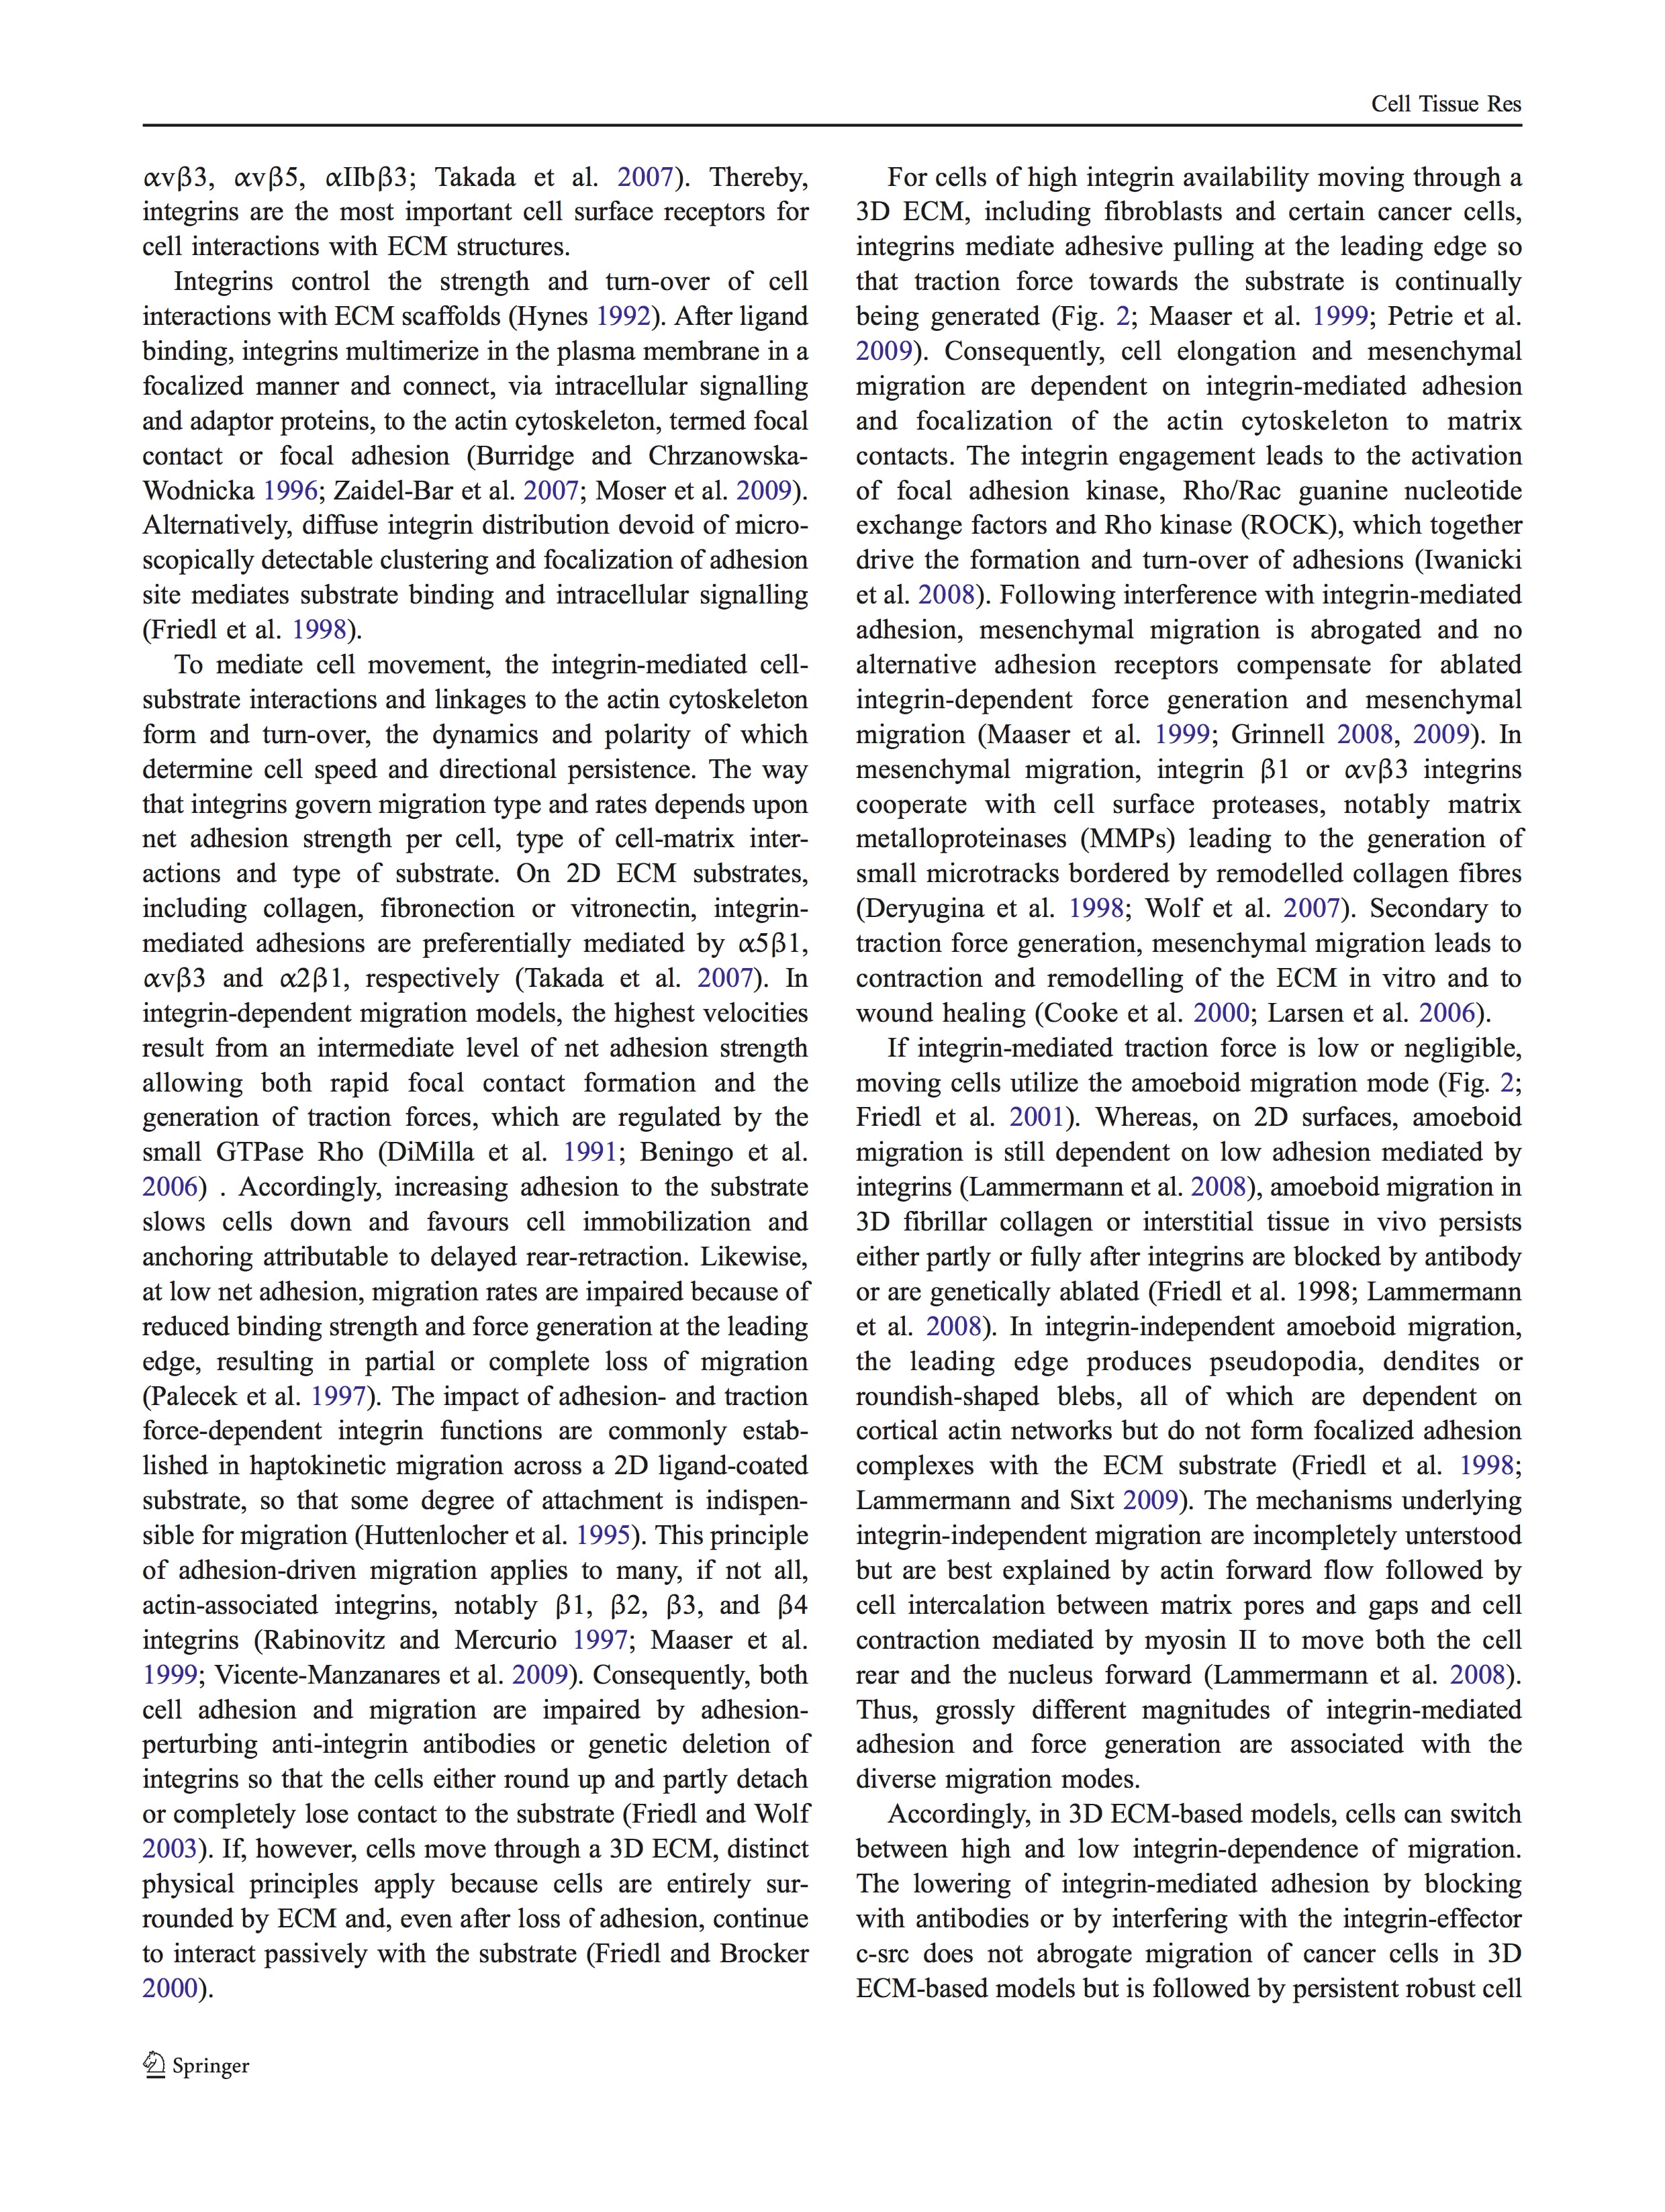 Cell Tissue Res
αvβ3, αvβ5, αIIbβ3; Takada et al. 2007). Thereby,
integrins are the most important cell surface receptors for
cell interactions with ECM structures.
Integrins control the strength and turn-over of cell
interactions with ECM scaffolds (Hynes 1992). After ligand
binding, integrins multimerize in the plasma membrane in a
focalized manner and connect, via intracellular signalling
and adaptor proteins, to the actin cytoskeleton, termed focal
contact or focal adhesion (Burridge and Chrzanowska-
Wodnicka 1996; Zaidel-Bar et al. 2007; Moser et al. 2009).
Alternatively, diffuse integrin distribution devoid of micro-
scopically detectable clustering and focalization of adhesion
site mediates substrate binding and intracellular signalling
(Friedl et al. 1998).
To mediate cell movement, the integrin-mediated cell-
substrate interactions and linkages to the actin cytoskeleton
form and turn-over, the dynamics and polarity of which
determine cell speed and directional persistence. The way
that integrins govern migration type and rates depends upon
net adhesion strength per cell, type of cell-matrix inter-
actions and type of substrate. On 2D ECM substrates,
including collagen, fibronection or vitronectin, integrin-
mediated adhesions are preferentially mediated by α5β1,
αvβ3 and α2β1, respectively (Takada et al. 2007). In
integrin-dependent migration models, the highest velocities
result from an intermediate level of net adhesion strength
allowing both rapid focal contact formation and the
generation of traction forces, which are regulated by the
small GTPase Rho (DiMilla et al. 1991; Beningo et al.
2006) . Accordingly, increasing adhesion to the substrate
slows cells down and favours cell immobilization and
anchoring attributable to delayed rear-retraction. Likewise,
at low net adhesion, migration rates are impaired because of
reduced binding strength and force generation at the leading
edge, resulting in partial or complete loss of migration
(Palecek et al. 1997). The impact of adhesion- and traction
force-dependent integrin functions are commonly estab-
lished in haptokinetic migration across a 2D ligand-coated
substrate, so that some degree of attachment is indispen-
sible for migration (Huttenlocher et al. 1995). This principle
of adhesion-driven migration applies to many, if not all,
actin-associated integrins, notably β1, β2, β3, and β4
integrins (Rabinovitz and Mercurio 1997; Maaser et al.
1999; Vicente-Manzanares et al. 2009). Consequently, both
cell adhesion and migration are impaired by adhesion-
perturbing anti-integrin antibodies or genetic deletion of
integrins so that the cells either round up and partly detach
or completely lose contact to the substrate (Friedl and Wolf
2003). If, however, cells move through a 3D ECM, distinct
physical principles apply because cells are entirely sur-
rounded by ECM and, even after loss of adhesion, continue
to interact passively with the substrate (Friedl and Brocker
2000).
For cells of high integrin availability moving through a
3D ECM, including fibroblasts and certain cancer cells,
integrins mediate adhesive pulling at the leading edge so
that traction force towards the substrate is continually
being generated (Fig. 2; Maaser et al. 1999; Petrie et al.
2009). Consequently, cell elongation and mesenchymal
migration are dependent on integrin-mediated adhesion
and focalization of the actin cytoskeleton to matrix
contacts. The integrin engagement leads to the activation
of focal adhesion kinase, Rho/Rac guanine nucleotide
exchange factors and Rho kinase (ROCK), which together
drive the formation and turn-over of adhesions (Iwanicki
et al. 2008). Following interference with integrin-mediated
adhesion, mesenchymal migration is abrogated and no
alternative adhesion receptors compensate for ablated
integrin-dependent force generation and mesenchymal
migration (Maaser et al. 1999; Grinnell 2008, 2009). In
mesenchymal migration, integrin β1 or αvβ3 integrins
cooperate with cell surface proteases, notably matrix
metalloproteinases (MMPs) leading to the generation of
small microtracks bordered by remodelled collagen fibres
(Deryugina et al. 1998; Wolf et al. 2007). Secondary to
traction force generation, mesenchymal migration leads to
contraction and remodelling of the ECM in vitro and to
wound healing (Cooke et al. 2000; Larsen et al. 2006).
If integrin-mediated traction force is low or negligible,
moving cells utilize the amoeboid migration mode (Fig. 2;
Friedl et al. 2001). Whereas, on 2D surfaces, amoeboid
migration is still dependent on low adhesion mediated by
integrins (Lammermann et al. 2008), amoeboid migration in
3D fibrillar collagen or interstitial tissue in vivo persists
either partly or fully after integrins are blocked by antibody
or are genetically ablated (Friedl et al. 1998; Lammermann
et al. 2008). In integrin-independent amoeboid migration,
the leading edge produces pseudopodia, dendites or
roundish-shaped blebs, all of which are dependent on
cortical actin networks but do not form focalized adhesion
complexes with the ECM substrate (Friedl et al. 1998;
Lammermann and Sixt 2009). The mechanisms underlying
integrin-independent migration are incompletely unterstood
but are best explained by actin forward flow followed by
cell intercalation between matrix pores and gaps and cell
contraction mediated by myosin II to move both the cell
rear and the nucleus forward (Lammermann et al. 2008).
Thus, grossly different magnitudes of integrin-mediated
adhesion and force generation are associated with the
diverse migration modes.
Accordingly, in 3D ECM-based models, cells can switch
between high and low integrin-dependence of migration.
The lowering of integrin-mediated adhesion by blocking
with antibodies or by interfering with the integrin-effector
c-src does not abrogate migration of cancer cells in 3D
ECM-based models but is followed by persistent robust cell
Springer